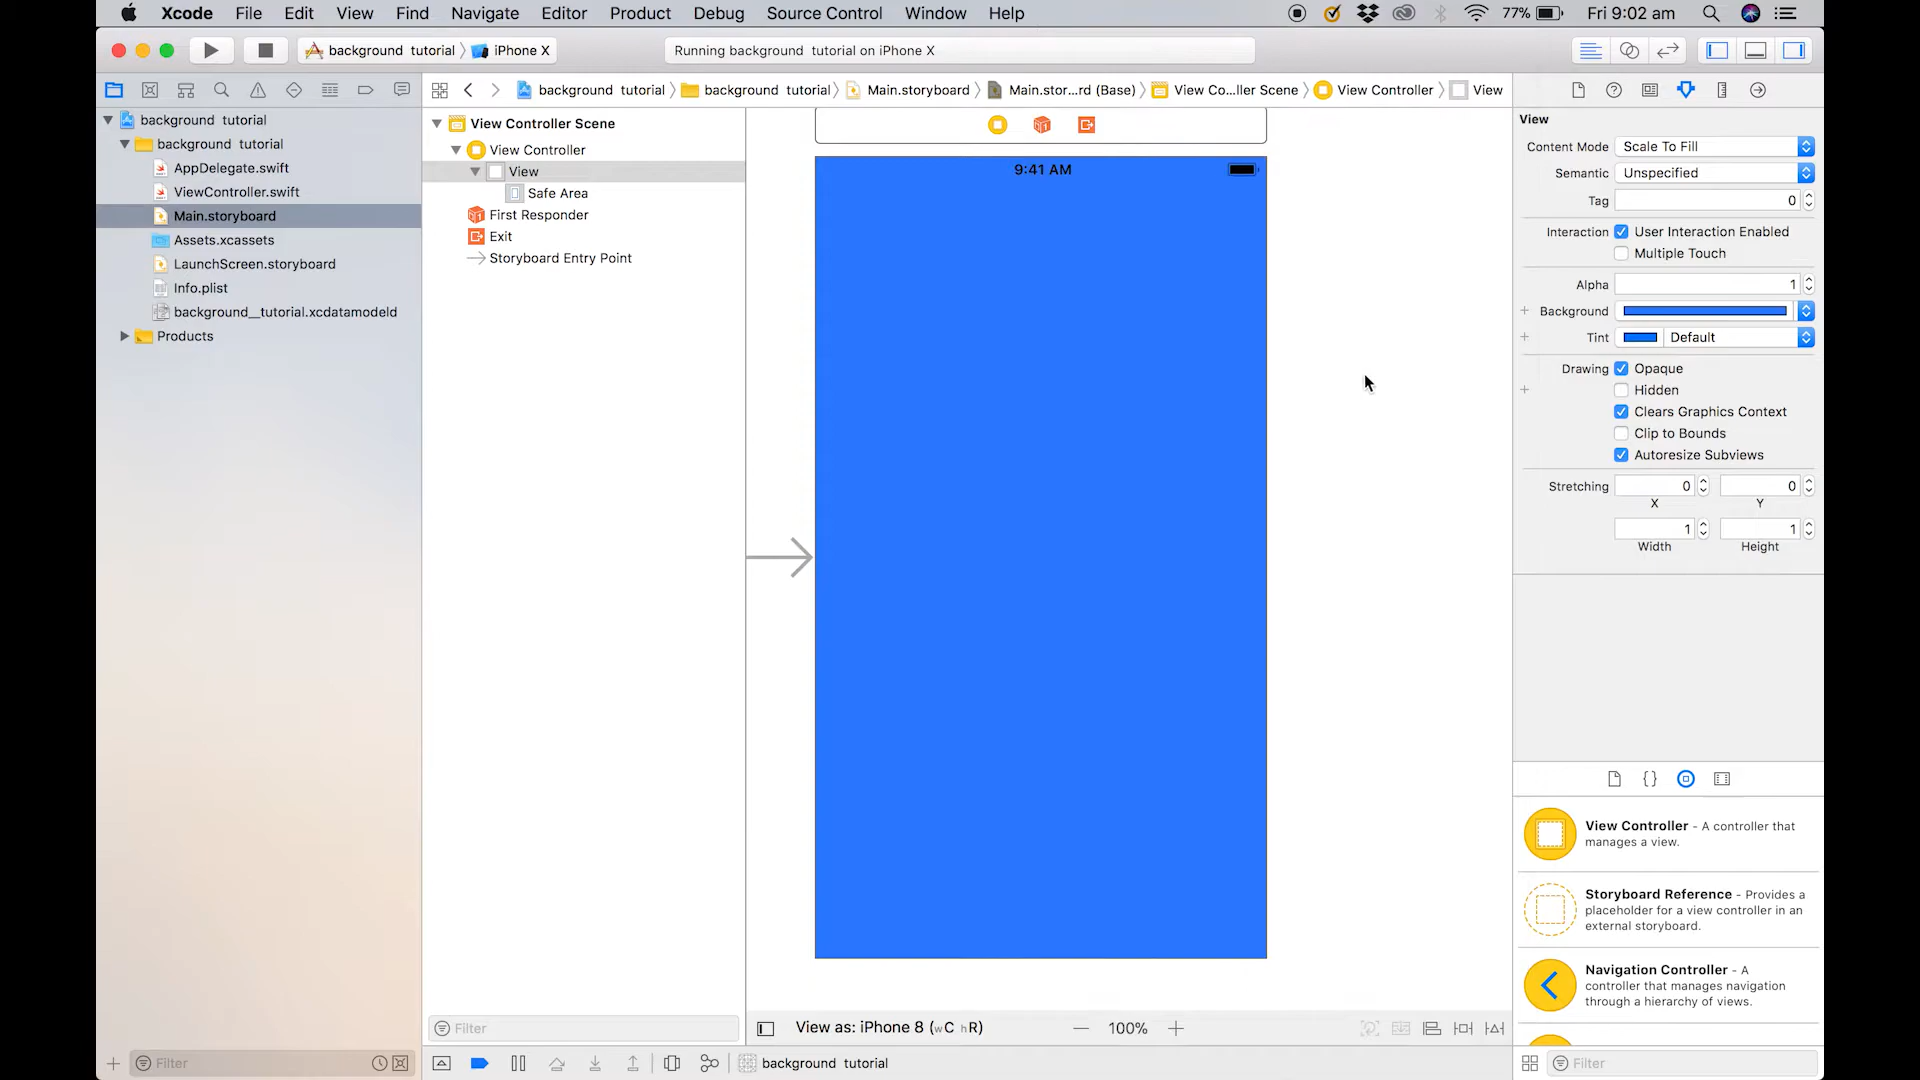 Xcode File Edit View Find Navigate Editor Product Debug Source Control Window Help 77% Fri 9:02 am
background tutorial iPhone X Running background tutorial on iPhone X
background tutorial background tutorial Main.storyboard Main.stor...rd (Base) View Co...ller Scene View Controller View
background tutorial
background tutorial
AppDelegate.swift
ViewController.swift
Main.storyboard
Assets.xcassets
LaunchScreen.storyboard
Info.plist
background__tutorial.xcdatamodeld
Products
Filter
View Controller Scene
View Controller
View
Safe Area
First Responder
Exit
Storyboard Entry Point
Filter
9:41 AM
View as: iPhone 8 (wC hR) 100%
background tutorial
View
Content Mode Scale To Fill
Semantic Unspecified
Tag 0
Interaction User Interaction Enabled
Multiple Touch
Alpha 1
Background
Tint Default
Drawing Opaque
Hidden
Clears Graphics Context
Clip to Bounds
Autoresize Subviews
Stretching 0 0
X Y
1 1
Width Height
{}
View Controller - A controller that
manages a view.
Storyboard Reference - Provides a
placeholder for a view controller in an
external storyboard.
Navigation Controller - A
controller that manages navigation
through a hierarchy of views.
Filter